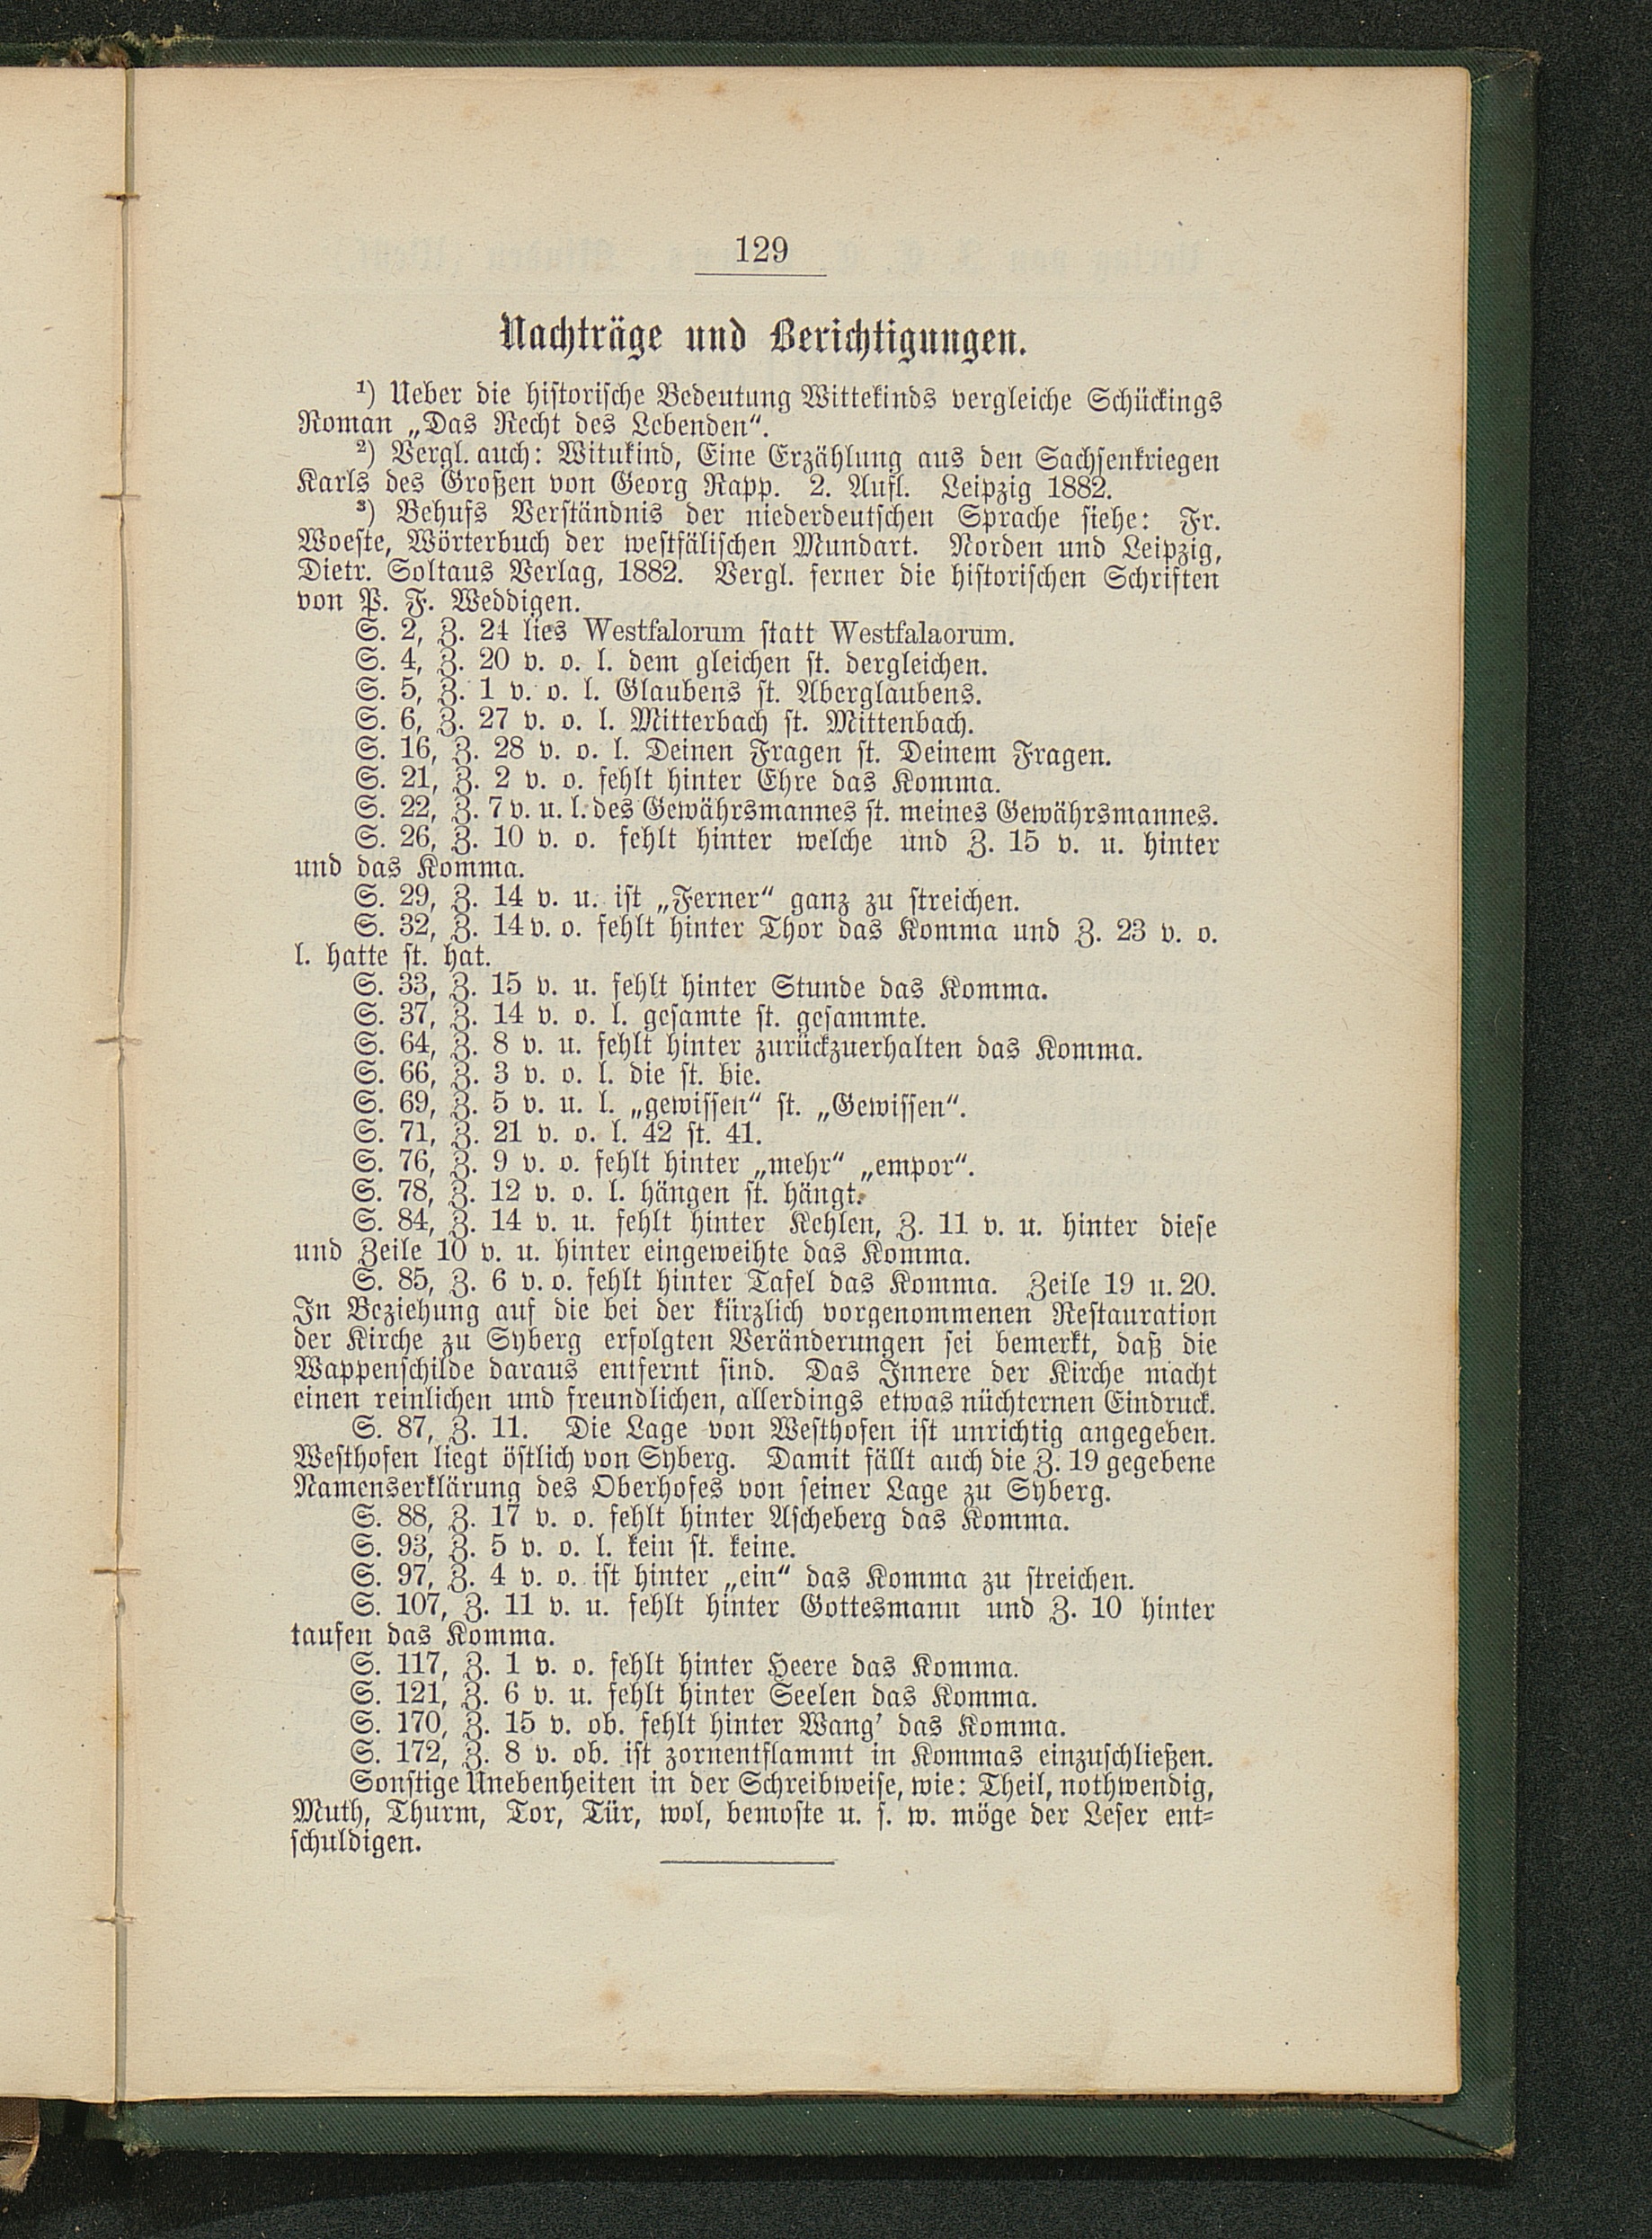 129
Nachträge und Berichtigungen.
¹) Ueber die historische Bedeutung Wittekinds vergleiche Schückings
Roman „Das Recht des Lebenden“.
²) Vergl. auch: Witukind, Eine Erzählung aus den Sachsenkriegen
Karls des Großen von Georg Rapp. 2. Aufl. Leipzig 1882.
³) Behufs Verständnis der niederdeutschen Sprache siehe: Fr.
Woeste, Wörterbuch der westfälischen Mundart. Norden und Leipzig,
Dietr. Soltaus Verlag, 1882. Vergl. ferner die historischen Schriften
von P. F. Weddigen.
S. 2, Z. 24 lies Westfalorum statt Westfalaorum.
S. 4, Z. 20 v. o. l. dem gleichen st. dergleichen.
S. 5, Z. 1 v. o. l. Glaubens st. Aberglaubens.
S. 6, Z. 27 v. o. l. Mitterbach st. Mittenbach.
S. 16, Z. 28 v. o. l. Deinen Fragen st. Deinem Fragen.
S. 21, Z. 2 v. o. fehlt hinter Ehre das Komma.
S. 22, Z. 7 v. u. l. des Gewährsmannes st. meines Gewährsmannes.
S. 26, Z. 10 v. o. fehlt hinter welche und Z. 15 v. u. hinter
und das Komma.
S. 29, Z. 14 v. u. ist „Ferner“ ganz zu streichen.
S. 32, Z. 14 v. o. fehlt hinter Thor das Komma und Z. 23 v. o.
l. hatte st. hat.
S. 33, Z. 15 v. u. fehlt hinter Stunde das Komma.
S. 37, Z. 14 v. o. l. gesamte st. gesammte.
S. 64, Z. 8 v. u. fehlt hinter zurückzuerhalten das Komma.
S. 66, Z. 3 v. o. l. die st. bie.
S. 69, Z. 5 v. u. l. „gewissen“ st. „Gewissen“.
S. 71, Z. 21 v. o. l. 42 st. 41.
S. 76, Z. 9 v. o. fehlt hinter „mehr“ „empor“.
S. 78, Z. 12 v. o. l. hängen st. hängt.
S. 84, Z. 14 v. u. fehlt hinter Kehlen, Z. 11 v. u. hinter diese
und Zeile 10 v. u. hinter eingeweihte das Komma.
S. 85, Z. 6 v. o. fehlt hinter Tafel das Komma. Zeile 19 u. 20.
In Beziehung auf die bei der kürzlich vorgenommenen Restauration
der Kirche zu Syberg erfolgten Veränderungen sei bemerkt, daß die
Wappenschilde daraus entfernt sind. Das Innere der Kirche macht
einen reinlichen und freundlichen, allerdings etwas nüchternen Eindruck.
S. 87, Z. 11. Die Lage von Westhofen ist unrichtig angegeben.
Westhofen liegt östlich von Syberg. Damit fällt auch die Z. 19 gegebene
Namenserklärung des Oberhofes von seiner Lage zu Syberg.
S. 88, Z. 17 v. o. fehlt hinter Ascheberg das Komma.
S. 93, Z. 5 v. o. l. kein st. keine.
S. 97, Z. 4 v. o. ist hinter „ein“ das Komma zu streichen.
S. 107, Z. 11 v. u. fehlt hinter Gottesmann und Z. 10 hinter
taufen das Komma.
S. 117, Z. 1 v. o. fehlt hinter Heere das Komma.
S. 121, Z. 6 v. u. fehlt hinter Seelen das Komma.
S. 170, Z. 15 v. ob. fehlt hinter Wang’ das Komma.
S. 172, Z. 8 v. ob. ist zornentflammt in Kommas einzuschließen.
Sonstige Unebenheiten in der Schreibweise, wie: Theil, nothwendig,
Muth, Thurm, Tor, Tür, wol, bemoste u. s. w. möge der Leser ent-
schuldigen.